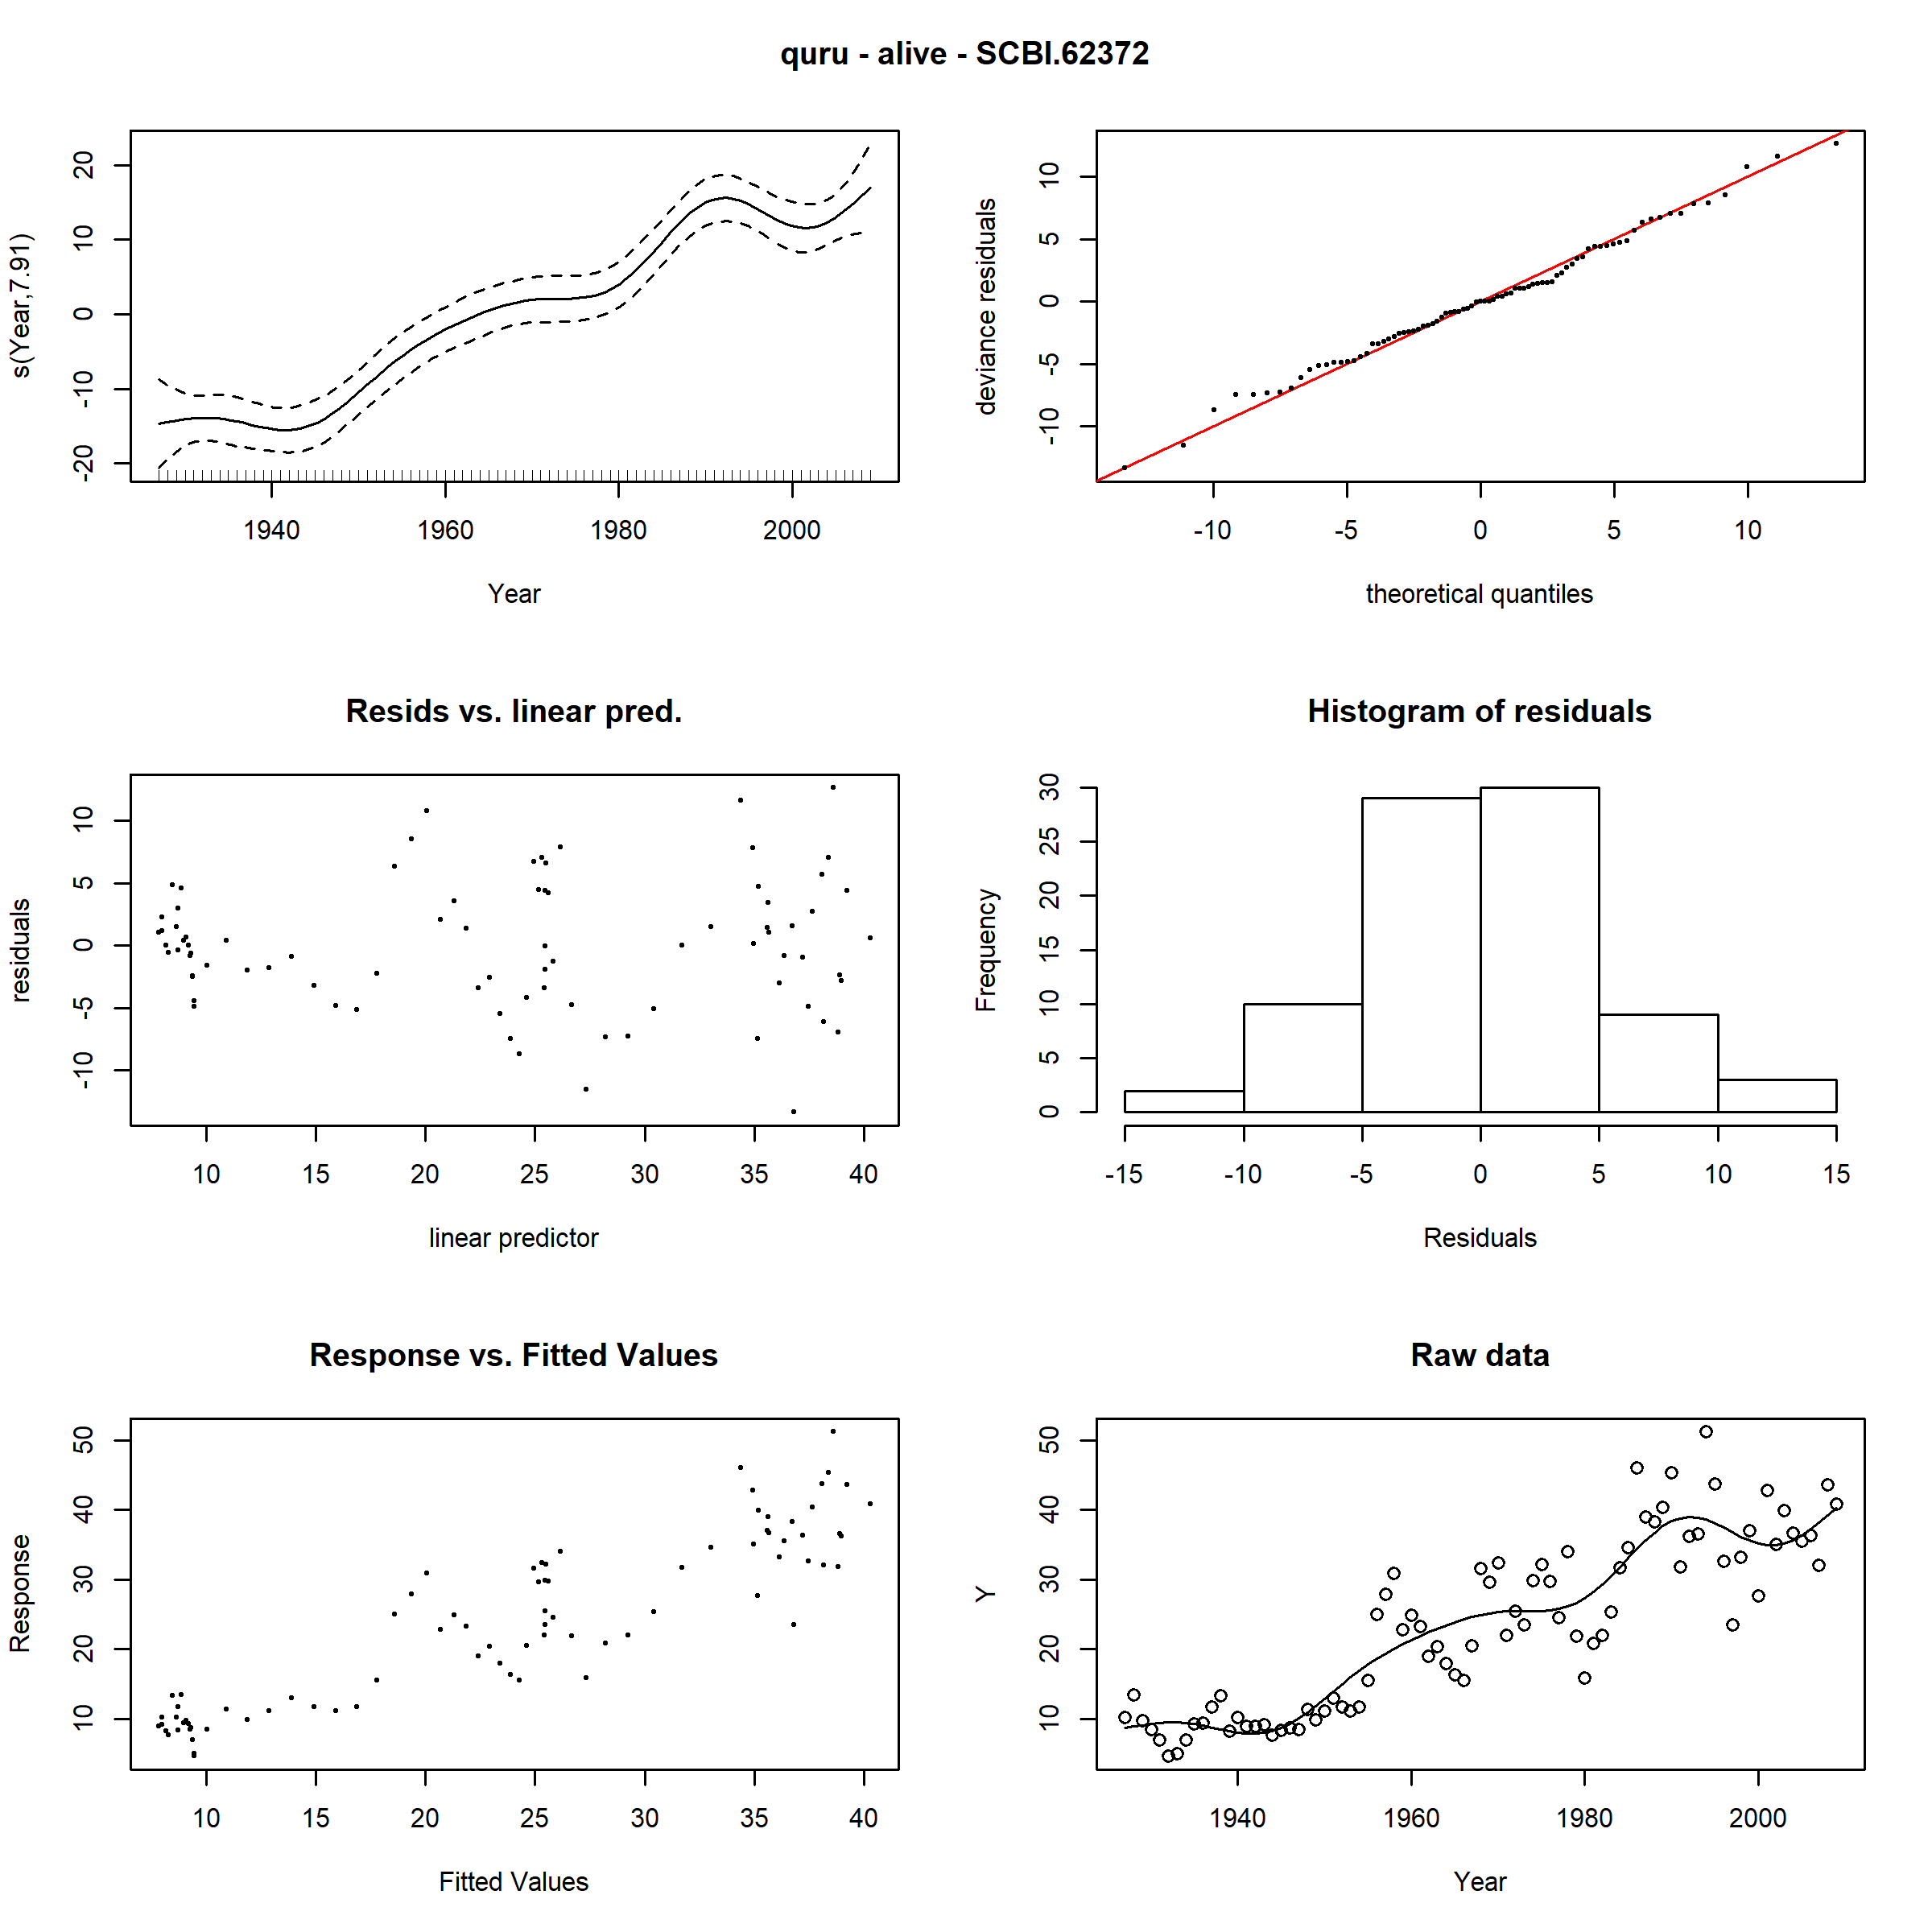 quru - alive - SCBI.62372
s(Year,7.91)
20
10
0
-10
-20
1940 1960 1980 2000
Year
deviance residuals
10
5
0
-5
-10
-10 -5 0 5 10
theoretical quantiles
Resids vs. linear pred.
residuals
10
5
0
-5
-10
10 15 20 25 30 35 40
linear predictor
Histogram of residuals
Frequency
30
25
20
15
10
5
0
-15 -10 -5 0 5 10 15
Residuals
Response vs. Fitted Values
Response
50
40
30
20
10
10 15 20 25 30 35 40
Fitted Values
Raw data
Y
50
40
30
20
10
1940 1960 1980 2000
Year